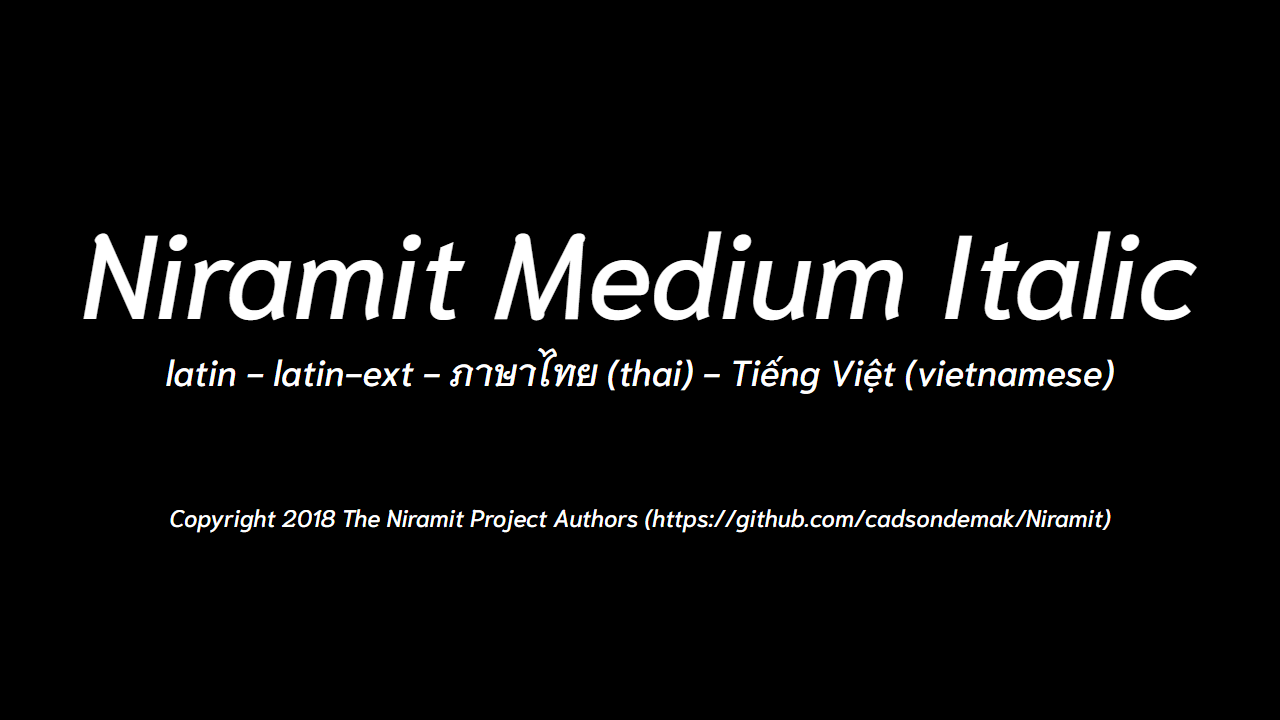 Niramit Medium Italic
latin - latin-ext - ภาษาไทย (thai) - Tiếng Việt (vietnamese)
Copyright 2018 The Niramit Project Authors (https://github.com/cadsondemak/Niramit)